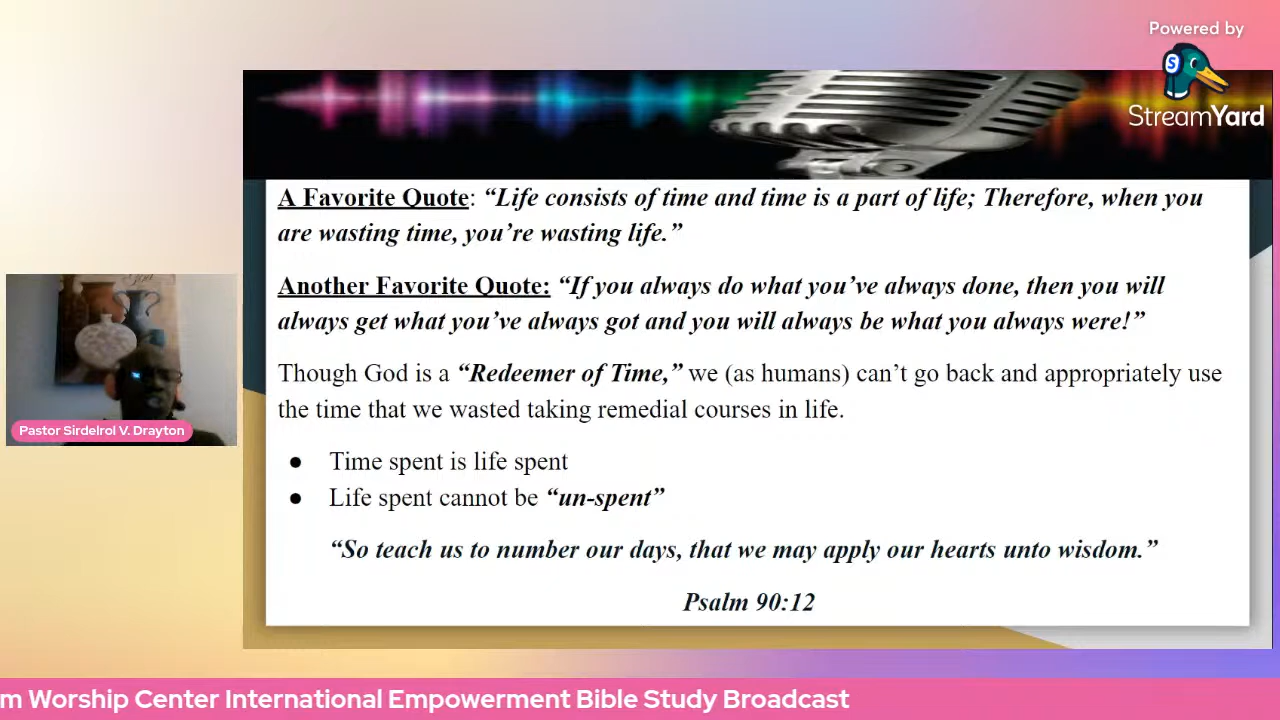 Powered by
StreamYard
A Favorite Quote: “Life consists of time and time is a part of life; Therefore, when you
are wasting time, you’re wasting life.”
Another Favorite Quote: “If you always do what you’ve always done, then you will
always get what you’ve always got and you will always be what you always were!”
Though God is a “Redeemer of Time,” we (as humans) can’t go back and appropriately use
the time that we wasted taking remedial courses in life.
● Time spent is life spent
● Life spent cannot be “un-spent”
“So teach us to number our days, that we may apply our hearts unto wisdom.”
Psalm 90:12
Pastor Sirdelrol V. Drayton
m Worship Center International Empowerment Bible Study Broadcast